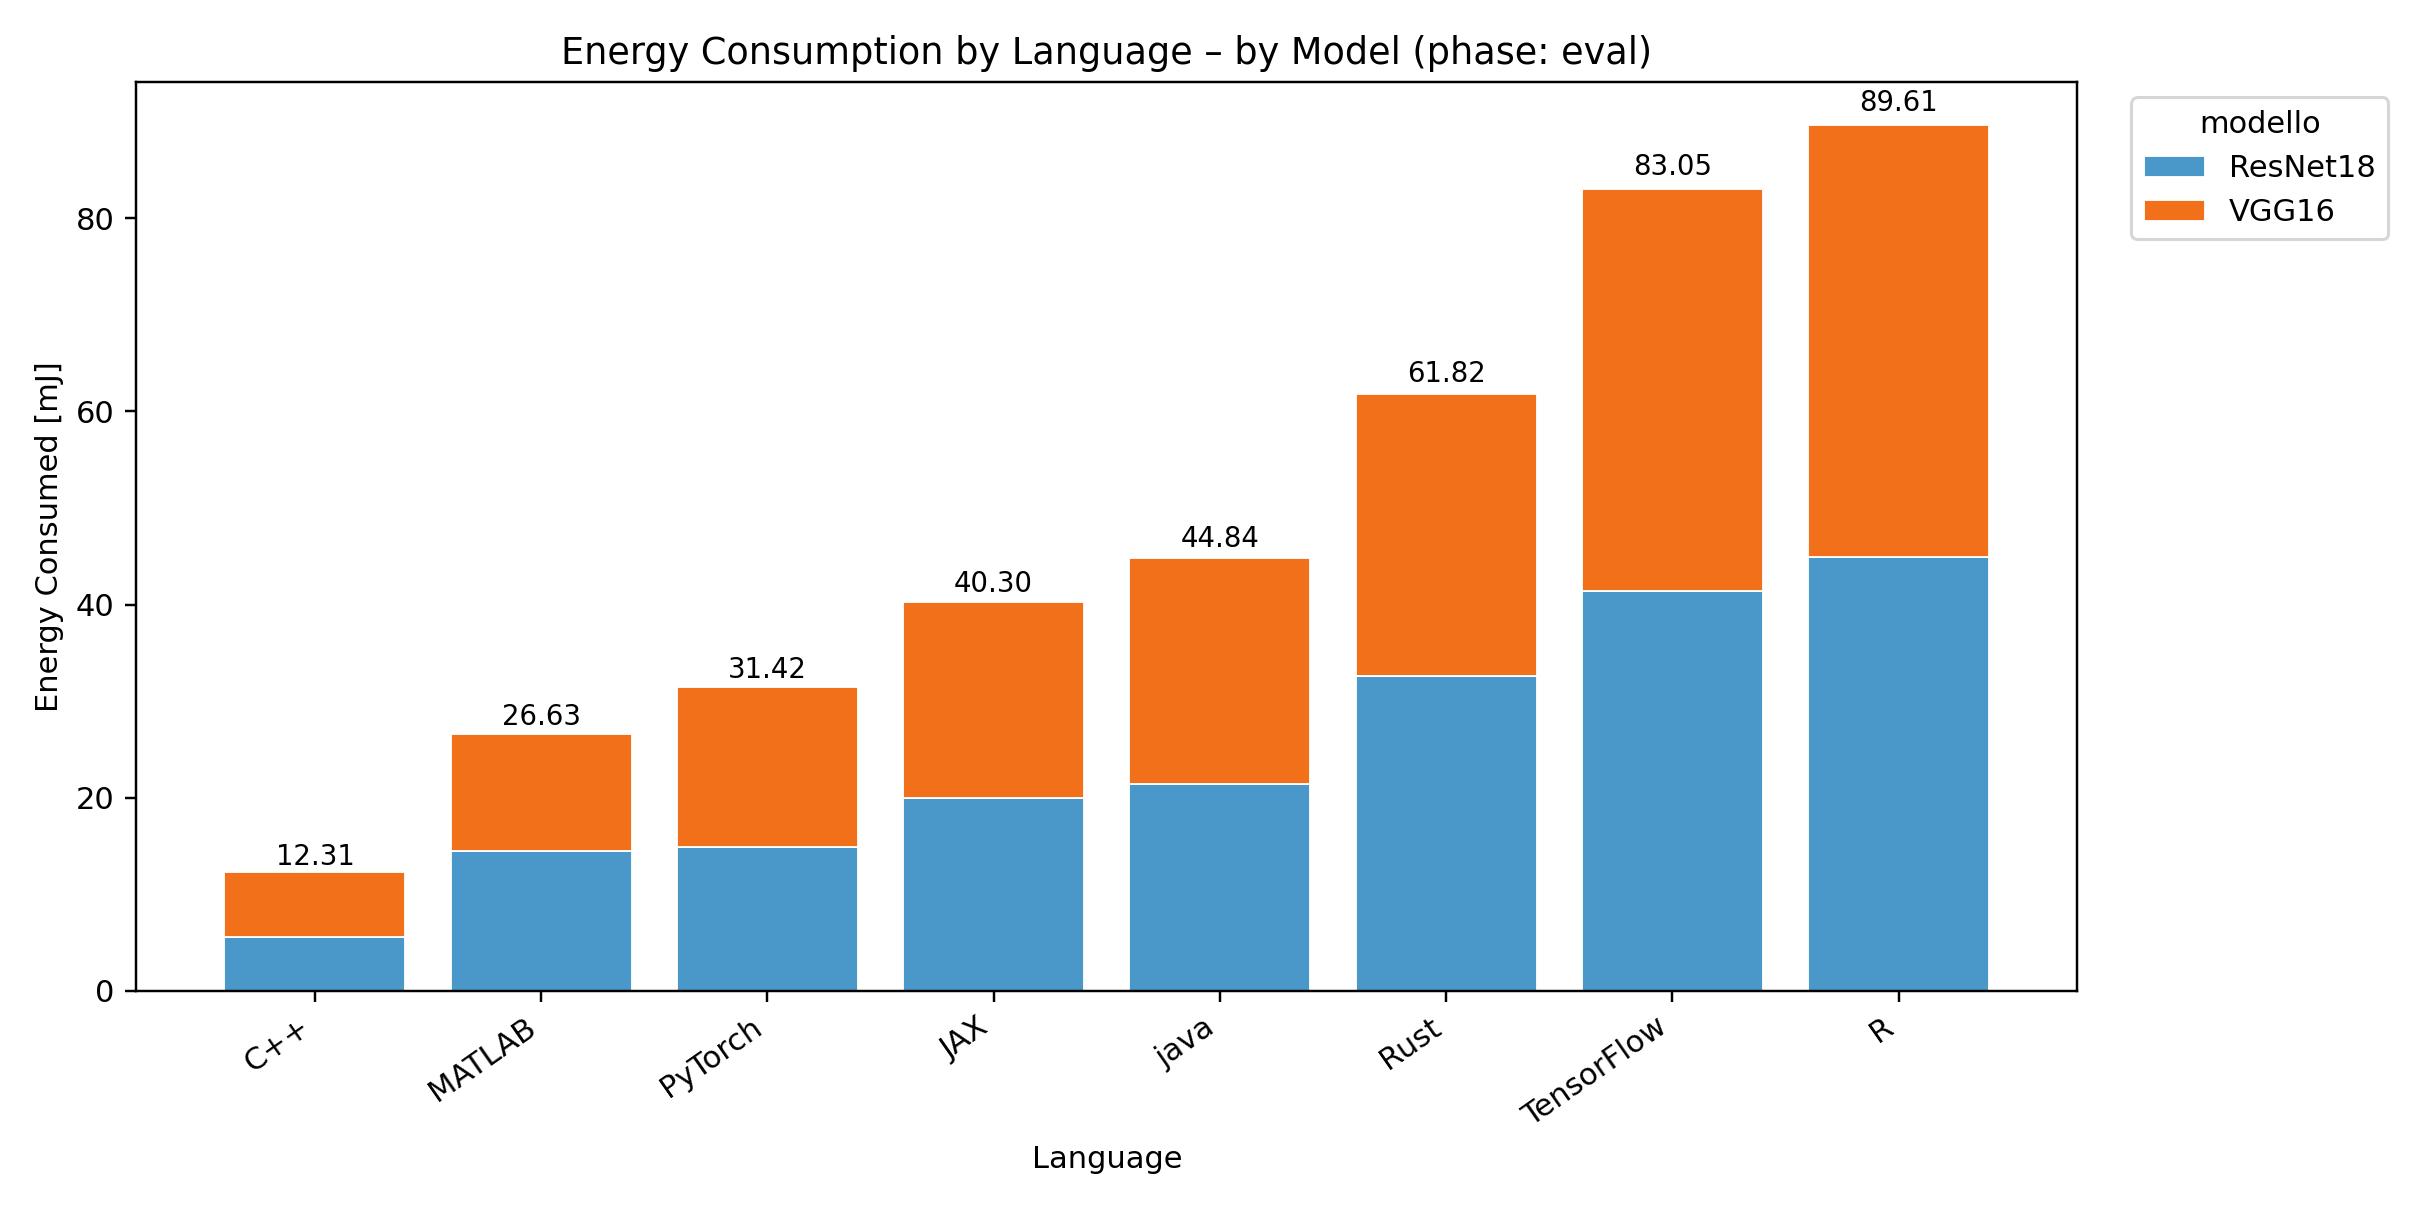 Energy Consumption by Language – by Model (phase: eval)
modello
ResNet18
VGG16
Energy Consumed [mJ]
80
60
40
20
0
12.31
26.63
31.42
40.30
44.84
61.82
83.05
89.61
C++
MATLAB
PyTorch
JAX
java
Rust
TensorFlow
R
Language